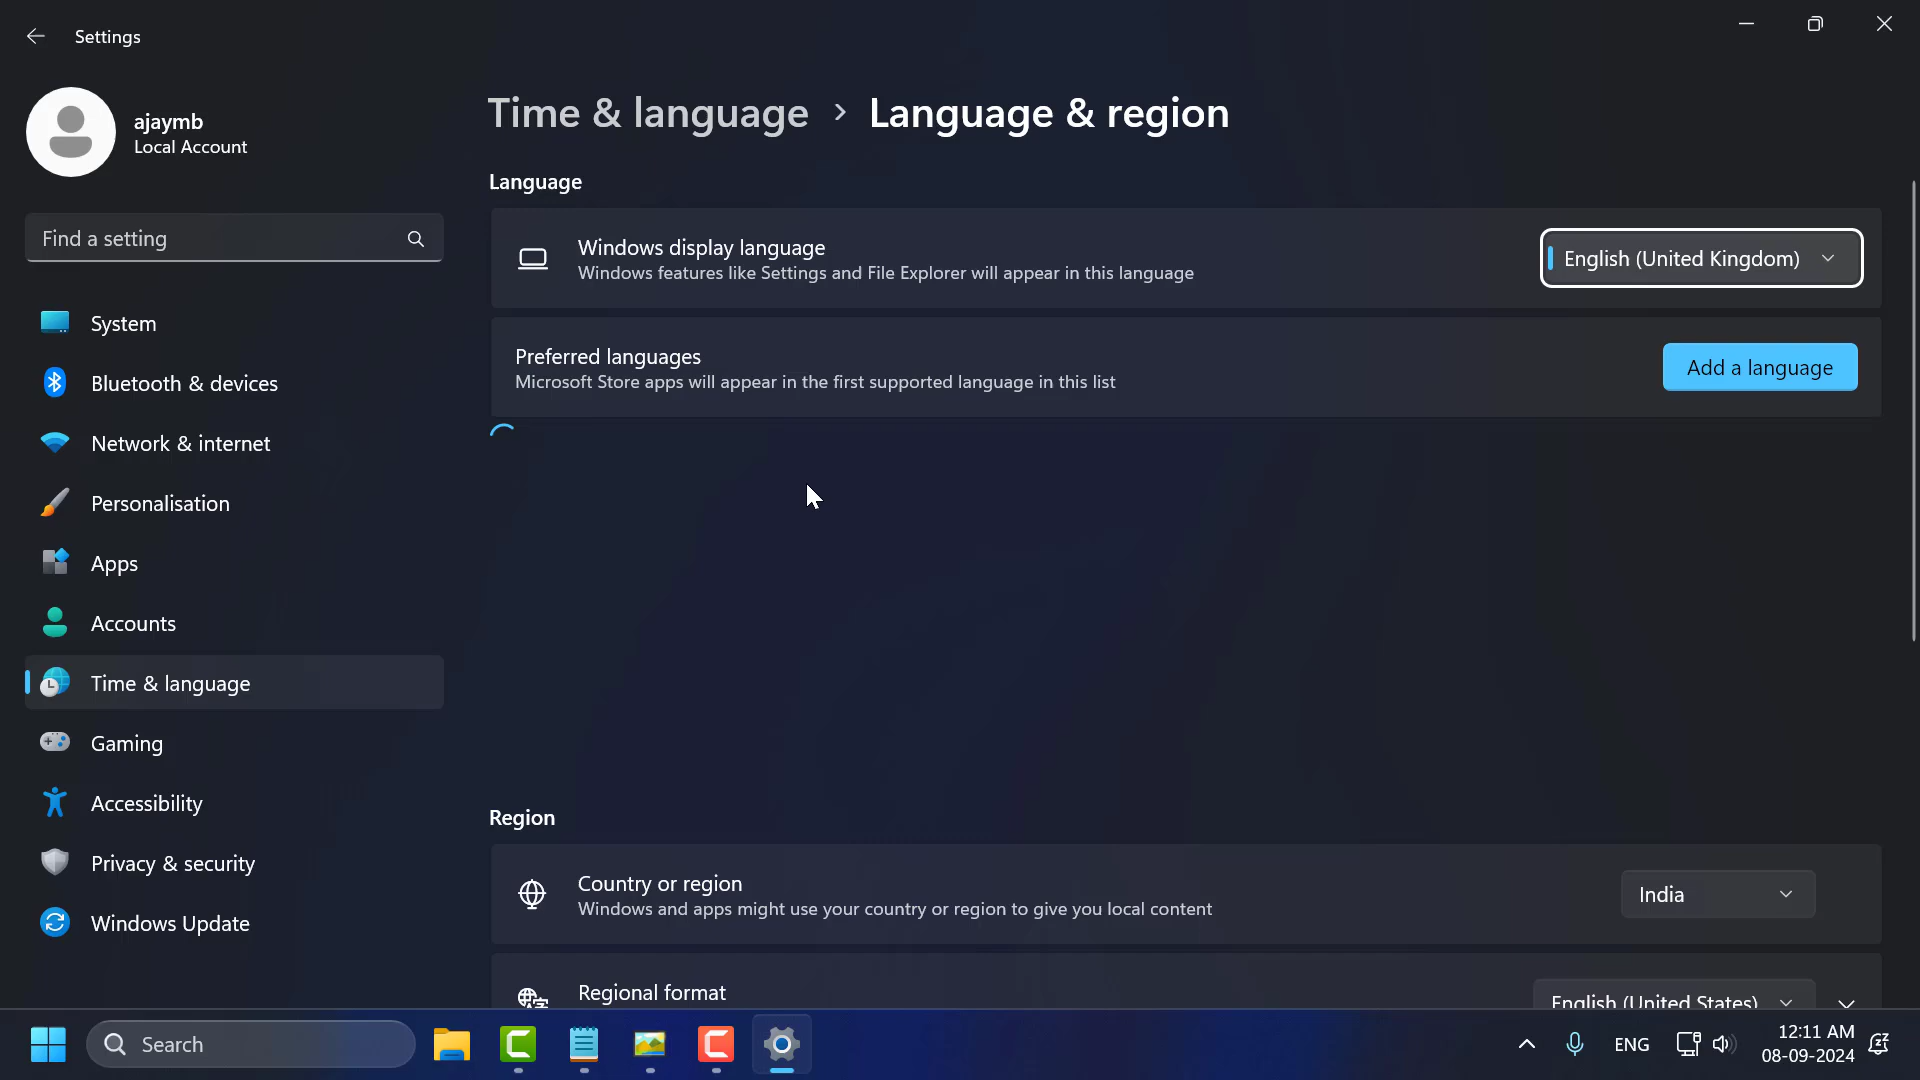 Settings
ajaymb
Local Account
Find a setting
System
Bluetooth & devices
Network & internet
Personalisation
Apps
Accounts
Time & language
Gaming
Accessibility
Privacy & security
Windows Update
Time & language > Language & region
Language
Windows display language
Windows features like Settings and File Explorer will appear in this language
English (United Kingdom)
Preferred languages
Microsoft Store apps will appear in the first supported language in this list
Add a language
Region
Country or region
Windows and apps might use your country or region to give you local content
India
Regional format
English (United States)
Search
ENG
12:11 AM
08-09-2024